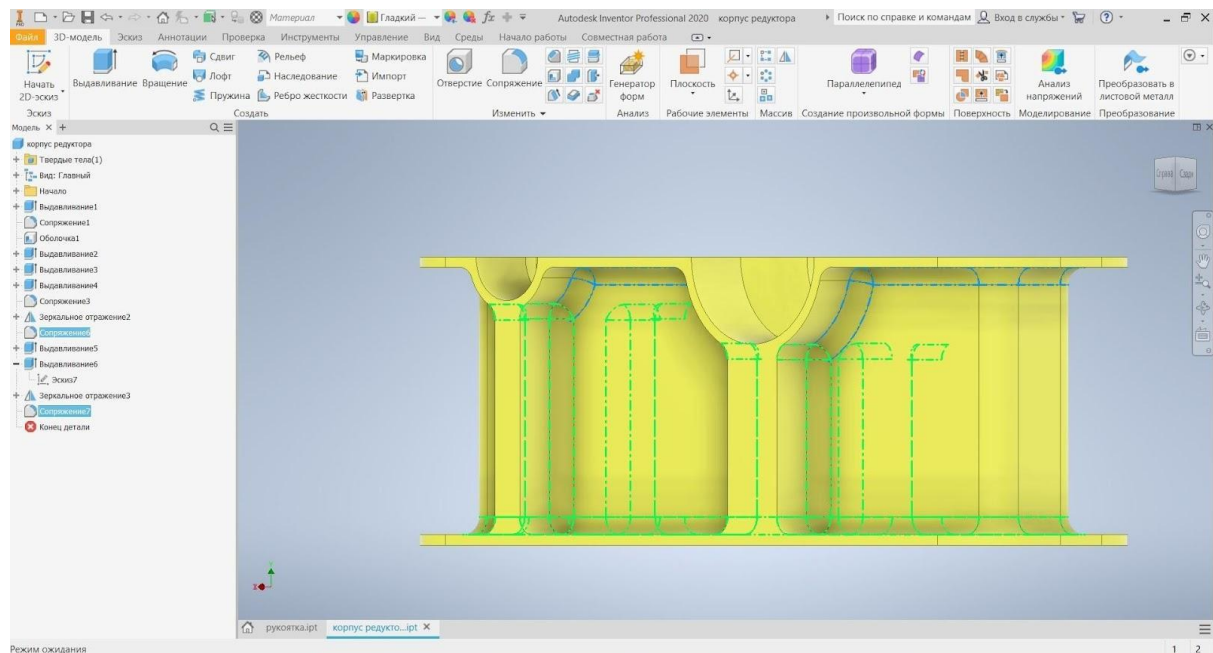 Материал
Гладкий —
Autodesk Inventor Professional 2020 корпус редуктора
Поиск по справке и командам
Вход в службы
Файл 3D-модель Эскиз Аннотации Проверка Инструменты Управление Вид Среды Начало работы Совместная работа
Начать 2D-эскиз
Выдавливание
Вращение
Сдвиг
Лофт
Пружина
Рельеф
Наследование
Ребро жесткости
Маркировка
Импорт
Развертка
Отверстие
Сопряжение
Генератор форм
Плоскость
Параллелепипед
Анализ напряжений
Преобразовать в листовой металл
Эскиз
Создать
Изменить
Анализ
Рабочие элементы
Массив
Создание произвольной формы
Поверхность
Моделирование
Преобразование
Модель × +
корпус редуктора
Твердые тела(1)
Вид: Главный
Начало
Выдавливание1
Сопряжение1
Оболочка1
Выдавливание2
Выдавливание3
Выдавливание4
Сопряжение3
Зеркальное отражение2
Сопряжение6
Выдавливание5
Выдавливание6
Эскиз7
Зеркальное отражение3
Сопряжение7
Конец детали
рукоятка.ipt
корпус редукто...ipt ×
Режим ожидания
1 2